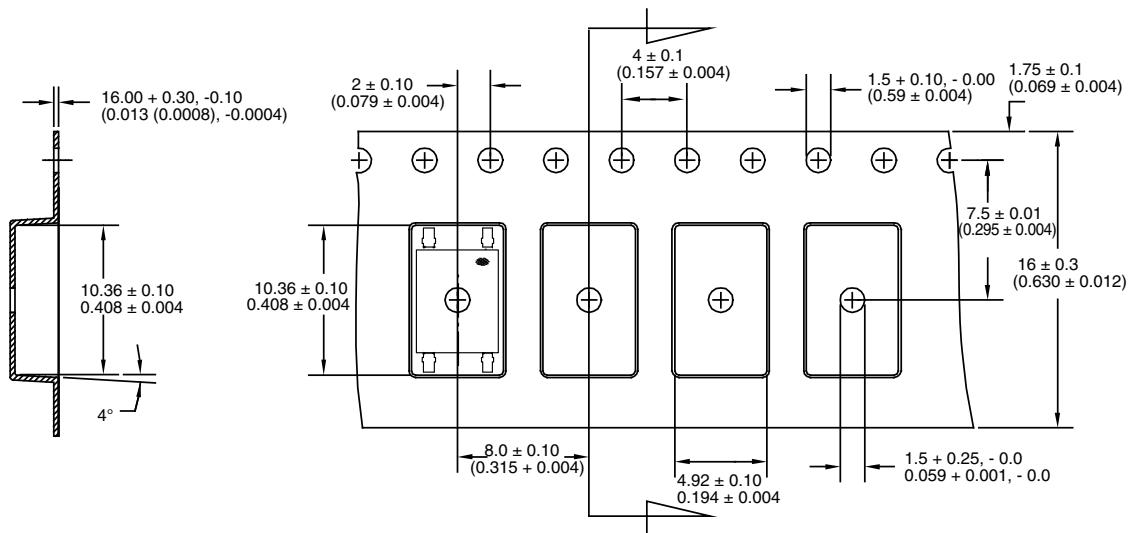 2 ± 0.10
(0.079 ± 0.004)
4 ± 0.1
(0.157 ± 0.004)
1.5 + 0.10, - 0.00
(0.59 ± 0.004)
1.75 ± 0.1
(0.069 ± 0.004)
16.00 + 0.30, -0.10
(0.013 (0.0008), -0.0004)
7.5 ± 0.01
(0.295 ± 0.004)
16 ± 0.3
(0.630 ± 0.012)
10.36 ± 0.10
0.408 ± 0.004
10.36 ± 0.10
0.408 ± 0.004
4°
8.0 ± 0.10
(0.315 + 0.004)
4.92 ± 0.10
0.194 ± 0.004
1.5 + 0.25, - 0.0
0.059 + 0.001, - 0.0